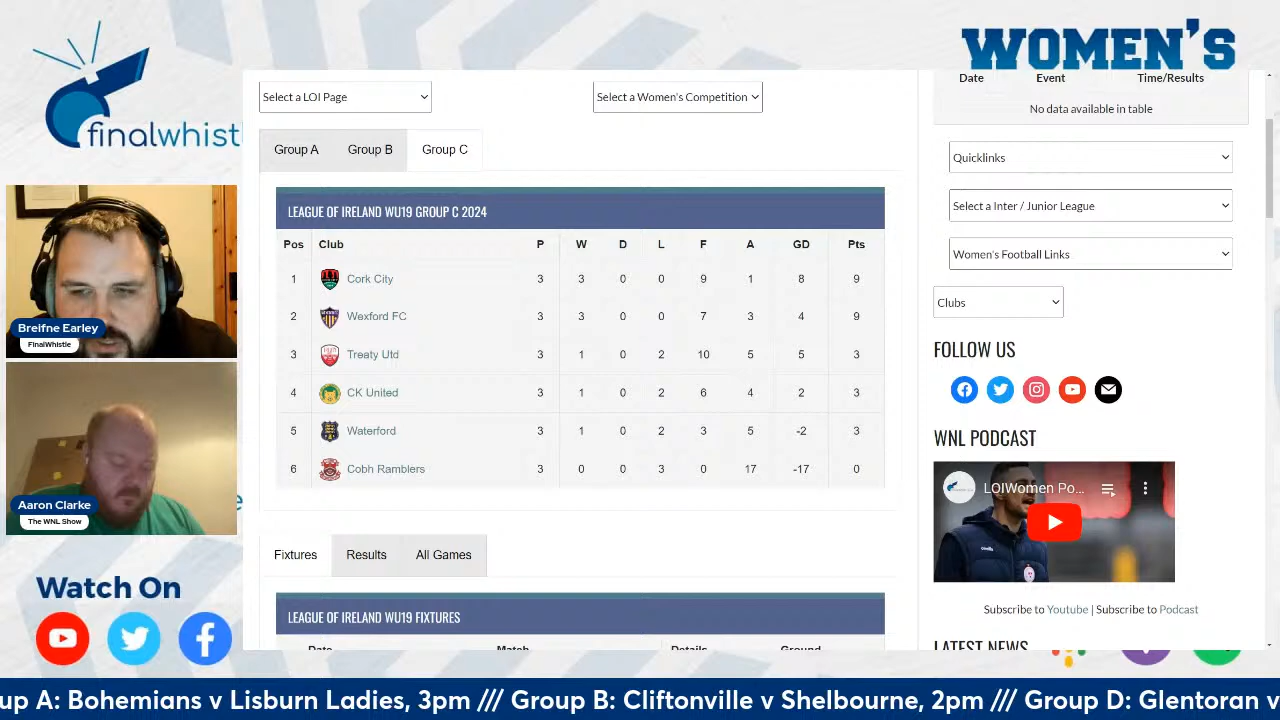 WOMEN'S
finalwhistl
Select a LOI Page
Select a Women's Competition
Date Event Time/Results
No data available in table
Group A Group B Group C
Quicklinks
Select a Inter / Junior League
Women's Football Links
Clubs
LEAGUE OF IRELAND WU19 GROUP C 2024
Pos Club P W D L F A GD Pts
1 Cork City 3 3 0 0 9 1 8 9
2 Wexford FC 3 3 0 0 7 3 4 9
3 Treaty Utd 3 1 0 2 10 5 5 3
4 CK United 3 1 0 2 6 4 2 3
5 Waterford 3 1 0 2 3 5 -2 3
6 Cobh Ramblers 3 0 0 3 0 17 -17 0
Breifne Earley
FinalWhistle
Aaron Clarke
The WNL Show
FOLLOW US
WNL PODCAST
LOIWomen Po...
Subscribe to Youtube | Subscribe to Podcast
LATEST NEWS
Fixtures Results All Games
LEAGUE OF IRELAND WU19 FIXTURES
Date Match Details Ground
Watch On
up A: Bohemians v Lisburn Ladies, 3pm /// Group B: Cliftonville v Shelbourne, 2pm /// Group D: Glentoran v